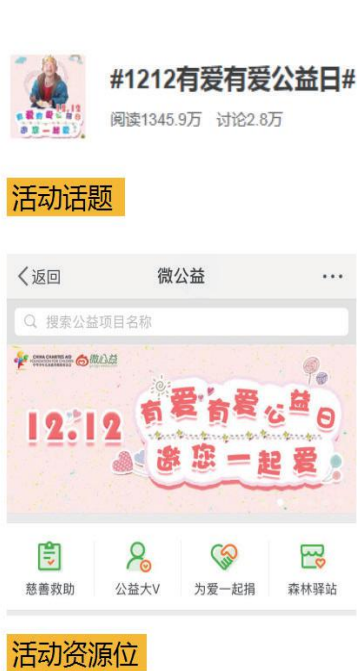 #1212有爱有爱公益日#
阅读1345.9万 讨论2.8万
活动话题
返回 微公益 ...
搜索公益项目名称
微公益
12.12 有爱有爱公益日
邀您一起爱
慈善救助 公益大V 为爱一起捐 森林驿站
活动资源位